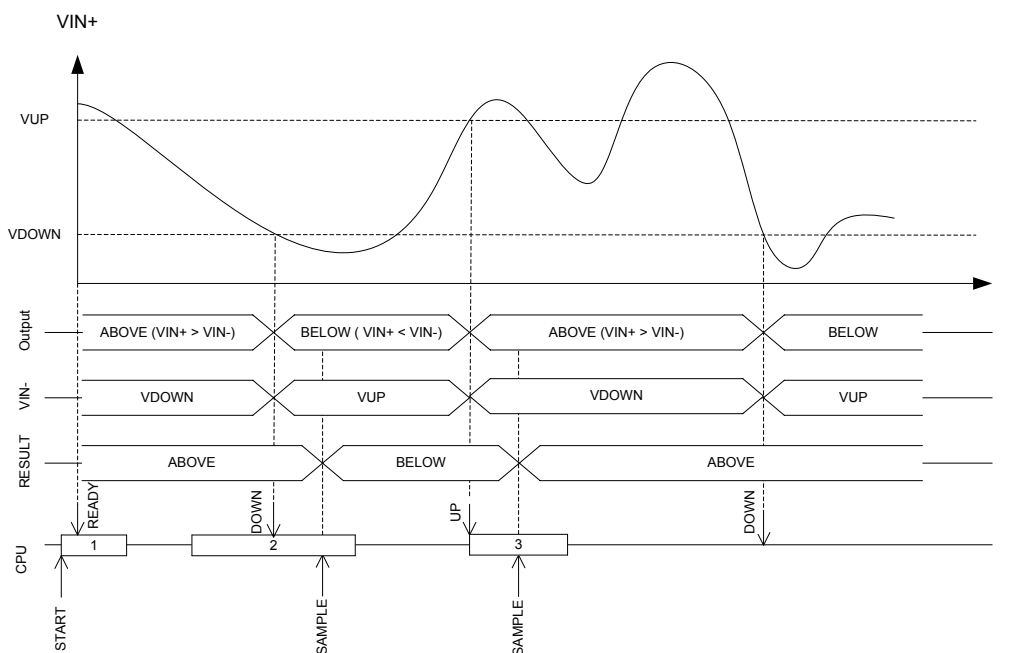 VIN+
VUP
VDOWN
Output
ABOVE (VIN+ > VIN-)
BELOW ( VIN+ < VIN-)
ABOVE (VIN+ > VIN-)
BELOW
VIN-
VDOWN
VUP
VDOWN
VUP
RESULT
ABOVE
BELOW
ABOVE
READY
DOWN
UP
DOWN
CPU
1
2
3
START
SAMPLE
SAMPLE